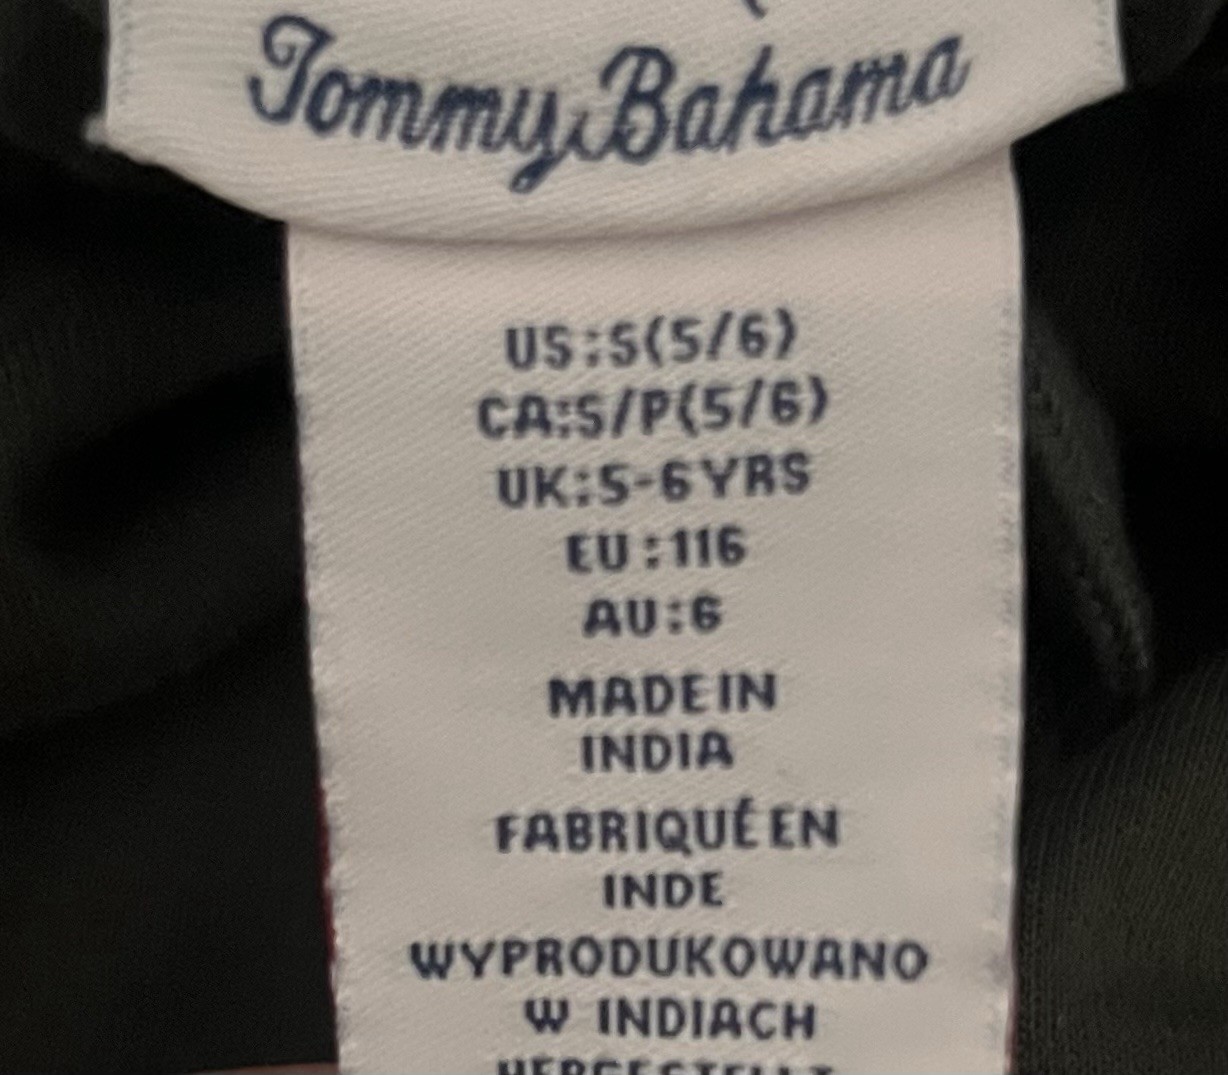 Tommy Bahama
US:S(5/6)
CA:S/P(5/6)
UK:5-6YRS
EU:116
AU:6
MADE IN
INDIA
FABRIQUÉ EN
INDE
WYPRODUKOWANO
W INDIACH
HERGESTELLT